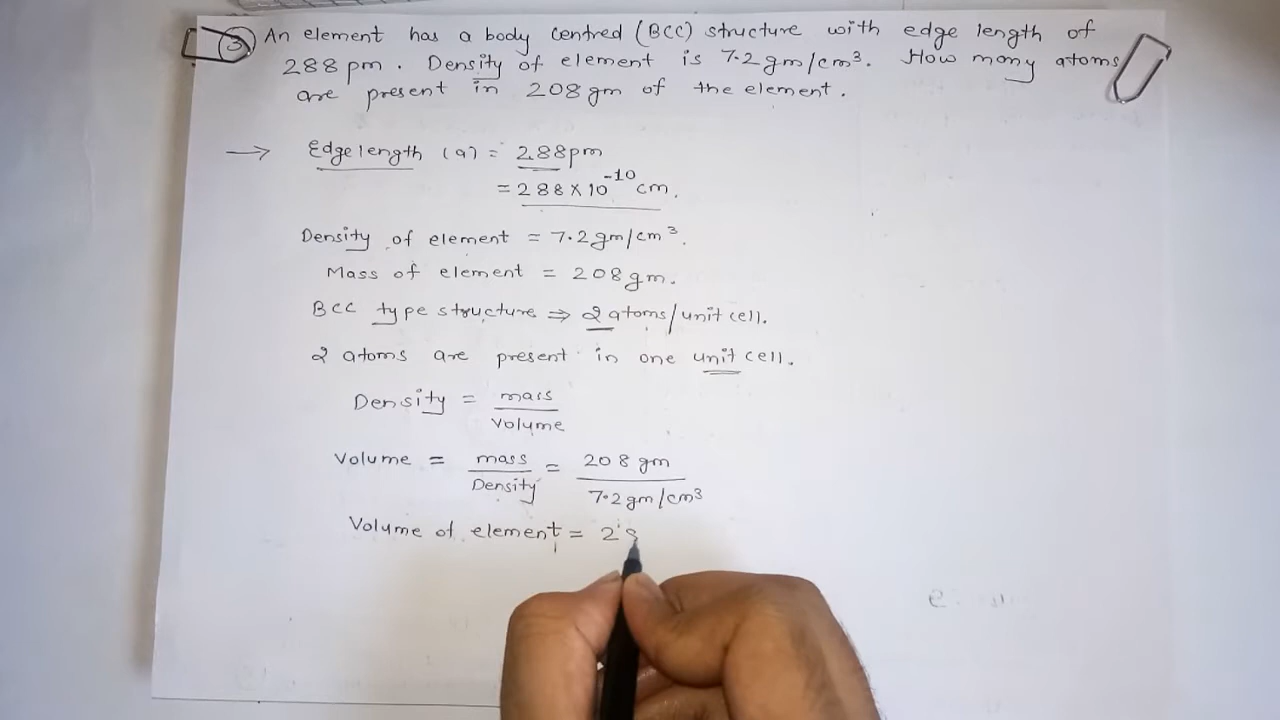 ③ An element has a body centred (BCC) structure with edge length of
288 pm. Density of element is 7.2 gm/cm³. How many atoms
are present in 208 gm of the element.
→ Edge length (a) = 288 pm
= 288 × 10⁻¹⁰ cm.
Density of element = 7.2 gm/cm³.
Mass of element = 208 gm.
BCC type structure ⇒ 2 atoms/unit cell.
2 atoms are present in one unit cell.
Density = mass / Volume
Volume = mass / Density = 208 gm / 7.2 gm/cm³
Volume of element = 28